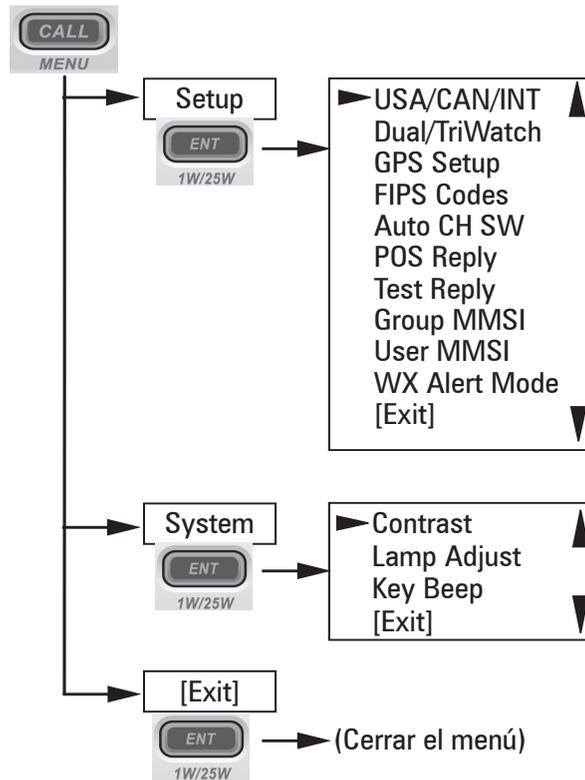 CALL
MENU
Setup
ENT
1W/25W
USA/CAN/INT
Dual/TriWatch
GPS Setup
FIPS Codes
Auto CH SW
POS Reply
Test Reply
Group MMSI
User MMSI
WX Alert Mode
[Exit]
System
ENT
1W/25W
Contrast
Lamp Adjust
Key Beep
[Exit]
[Exit]
ENT
1W/25W
(Cerrar el menú)